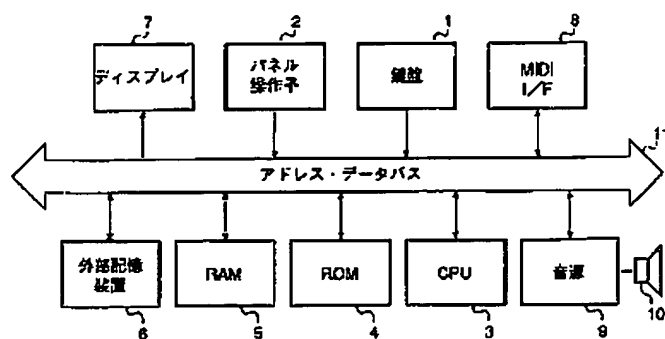 7
2
1
8
ディスプレイ
パネル
操作子
鍵盤
MIDI
I/F
11
アドレス・データバス
外部記憶
装置
RAM
ROM
CPU
音源
6
5
4
3
9
10